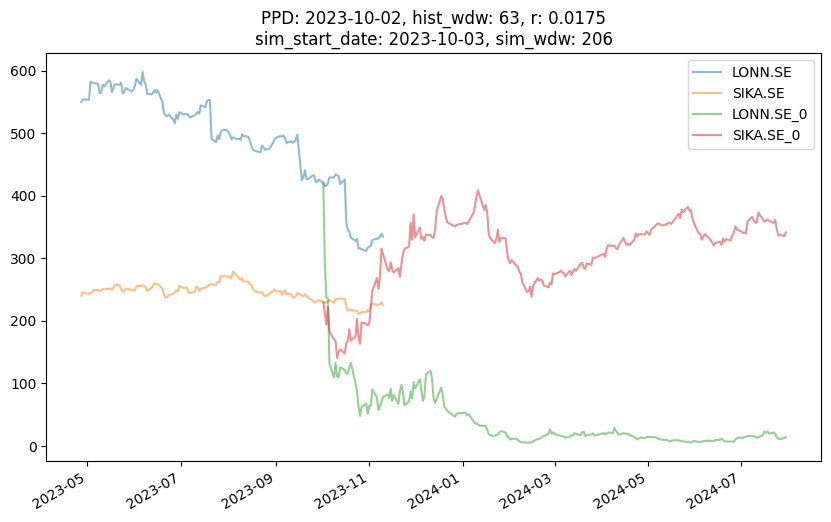 PPD: 2023-10-02, hist_wdw: 63, r: 0.0175
sim_start_date: 2023-10-03, sim_wdw: 206
LONN.SE
SIKA.SE
LONN.SE_0
SIKA.SE_0
600
500
400
300
200
100
0
2023-05
2023-07
2023-09
2023-11
2024-01
2024-03
2024-05
2024-07